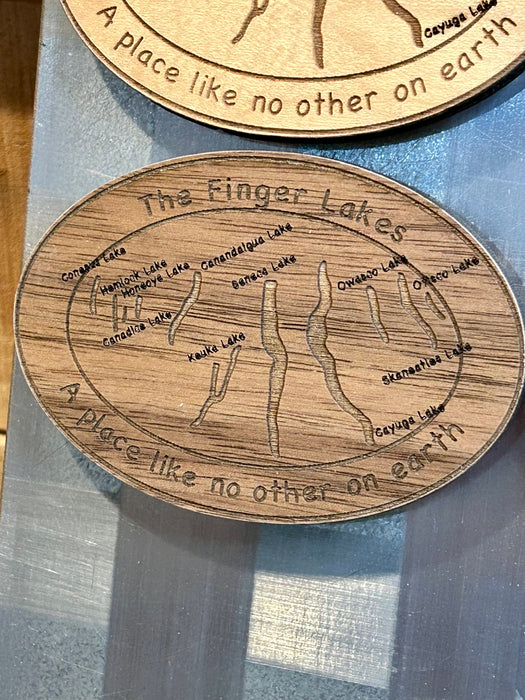 Cayuga Lake
A place like no other on earth
The Finger Lakes
Conesus Lake
Hemlock Lake
Honeoye Lake
Canandaigua Lake
Seneca Lake
Owasco Lake
Otisco Lake
Canadice Lake
Keuka Lake
Skaneatles Lake
Cayuga Lake
A place like no other on earth